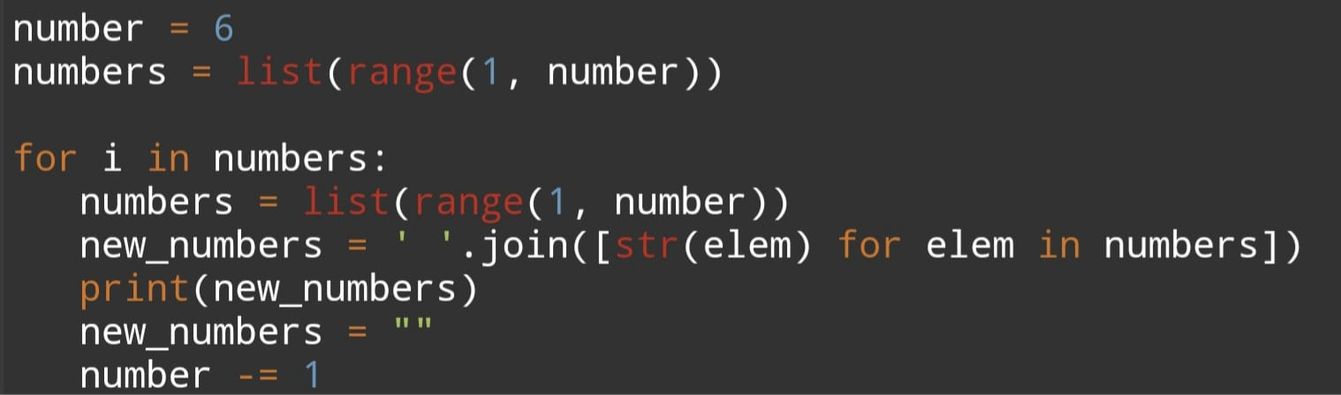 number = 6
numbers = list(range(1, number))
for i in numbers:
numbers = list(range(1, number))
new_numbers = ' '.join([str(elem) for elem in numbers])
print(new_numbers)
new_numbers = ""
number -= 1